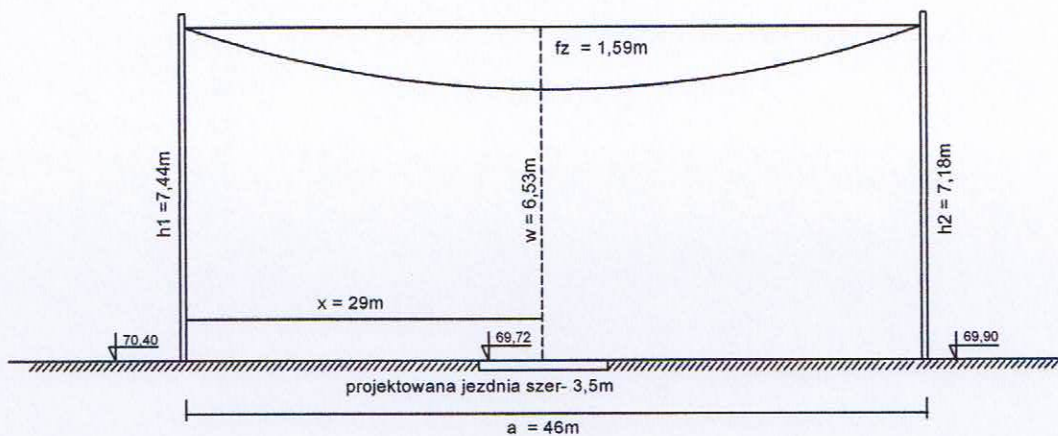 fz = 1,59m
h1 =7,44m
w = 6,53m
h2 = 7,18m
x = 29m
70,40
69,72
69,90
projektowana jezdnia szer- 3,5m
a = 46m